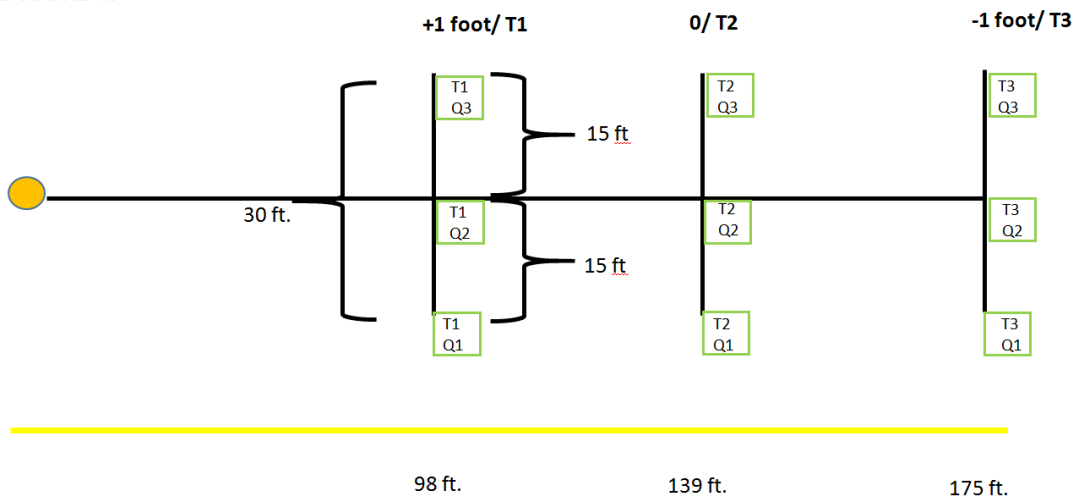 +1 foot/ T1
0/ T2
-1 foot/ T3
T1
Q3
T2
Q3
T3
Q3
15 ft
30 ft.
T1
Q2
T2
Q2
T3
Q2
15 ft
T1
Q1
T2
Q1
T3
Q1
98 ft.
139 ft.
175 ft.